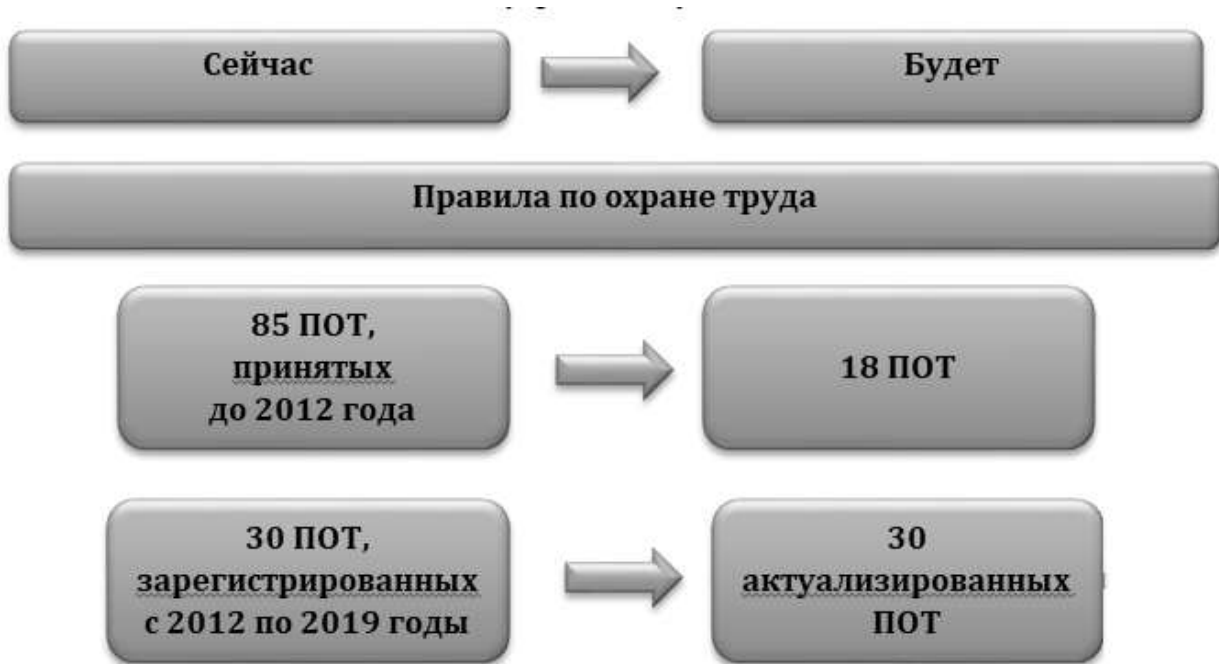 Сейчас
Будет
Правила по охране труда
85 ПОТ,
принятых
до 2012 года
18 ПОТ
30 ПОТ,
зарегистрированных
с 2012 по 2019 годы
30
актуализированных
ПОТ